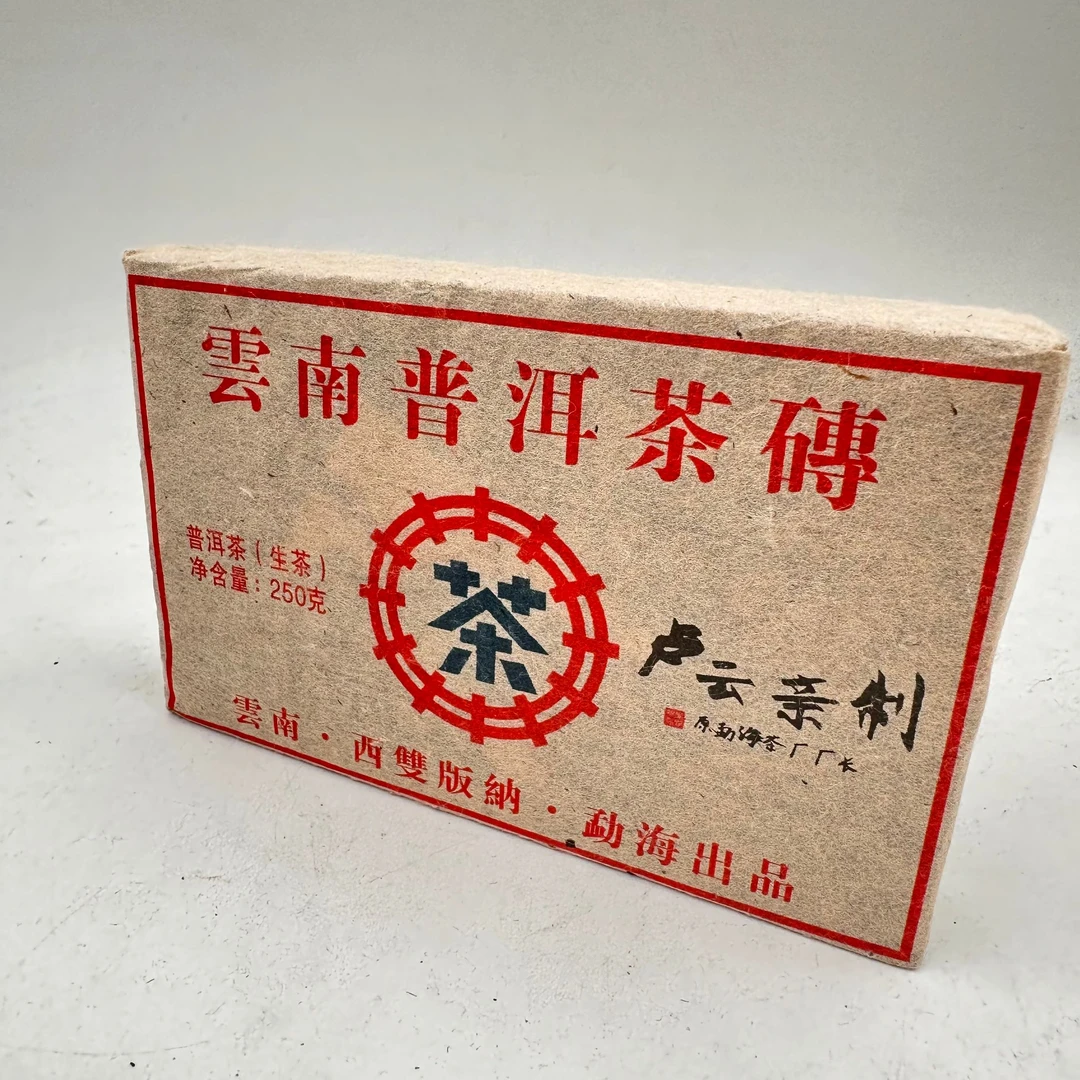 雲南普洱茶磚
普洱茶(生茶)
净含量:250克
茶
卢云 制
原勐海茶厂厂长
雲南·西雙版納·勐海出品